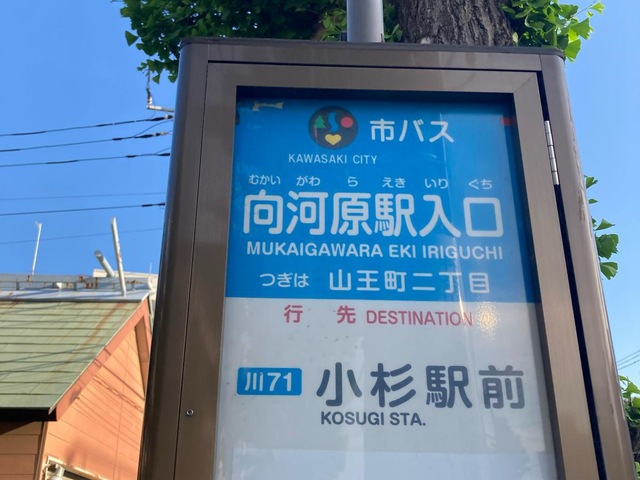 市バス
KAWASAKI CITY
むかい がわ ら えき いり ぐち
向河原駅入口
MUKAIGAWARA EKI IRIGUCHI
つぎは 山王町二丁目
行 先 DESTINATION
川71 小杉駅前
KOSUGI STA.